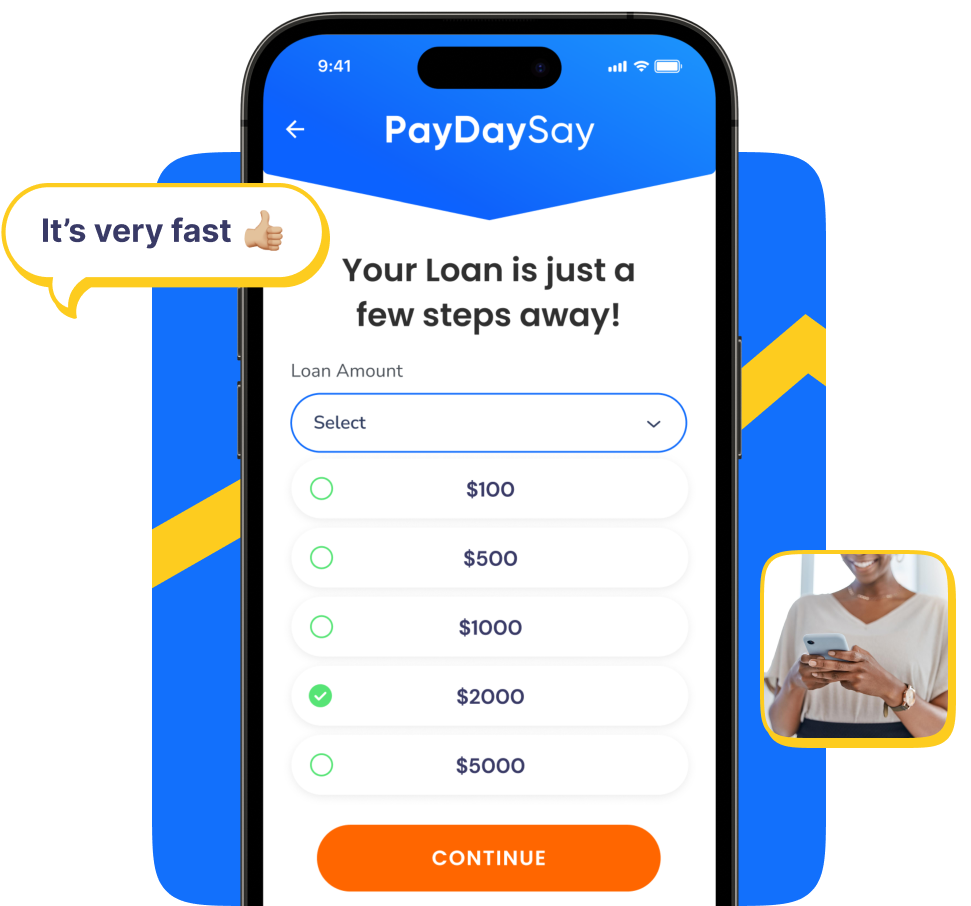 9:41
PayDaySay
It's very fast 👍🏼
Your Loan is just a
few steps away!
Loan Amount
Select
$100
$500
$1000
$2000
$5000
CONTINUE